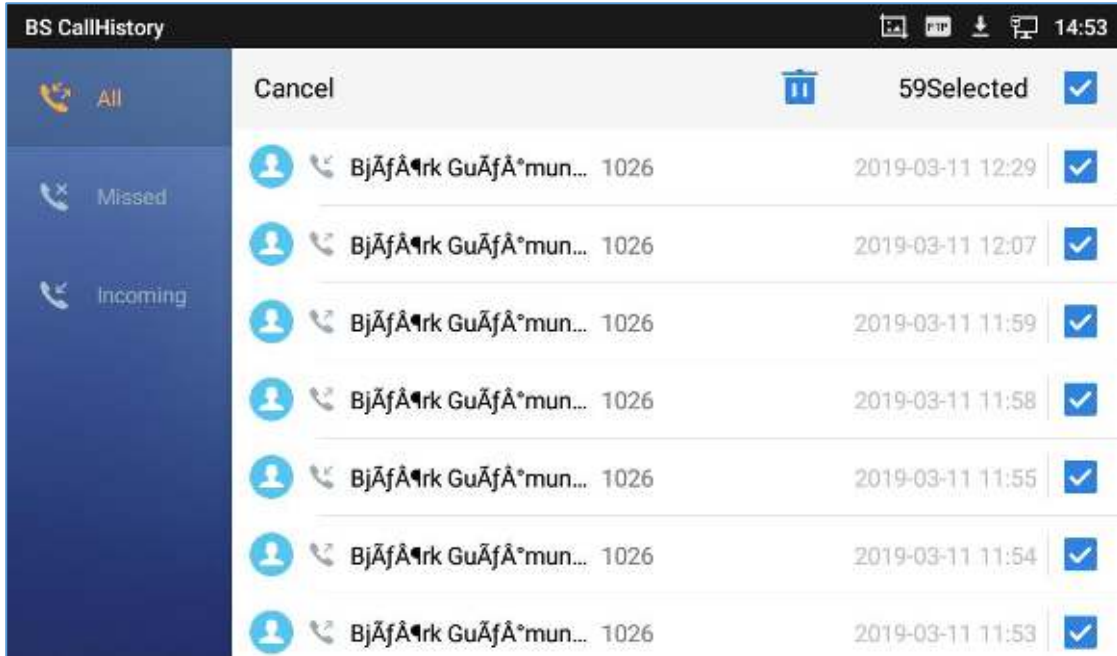 BS CallHistory PTP 14:53
All
Missed
Incoming
Cancel 59Selected
BjÃƒÂ¶rk GuÃƒÂ°mun... 1026 2019-03-11 12:29
BjÃƒÂ¶rk GuÃƒÂ°mun... 1026 2019-03-11 12:07
BjÃƒÂ¶rk GuÃƒÂ°mun... 1026 2019-03-11 11:59
BjÃƒÂ¶rk GuÃƒÂ°mun... 1026 2019-03-11 11:58
BjÃƒÂ¶rk GuÃƒÂ°mun... 1026 2019-03-11 11:55
BjÃƒÂ¶rk GuÃƒÂ°mun... 1026 2019-03-11 11:54
BjÃƒÂ¶rk GuÃƒÂ°mun... 1026 2019-03-11 11:53